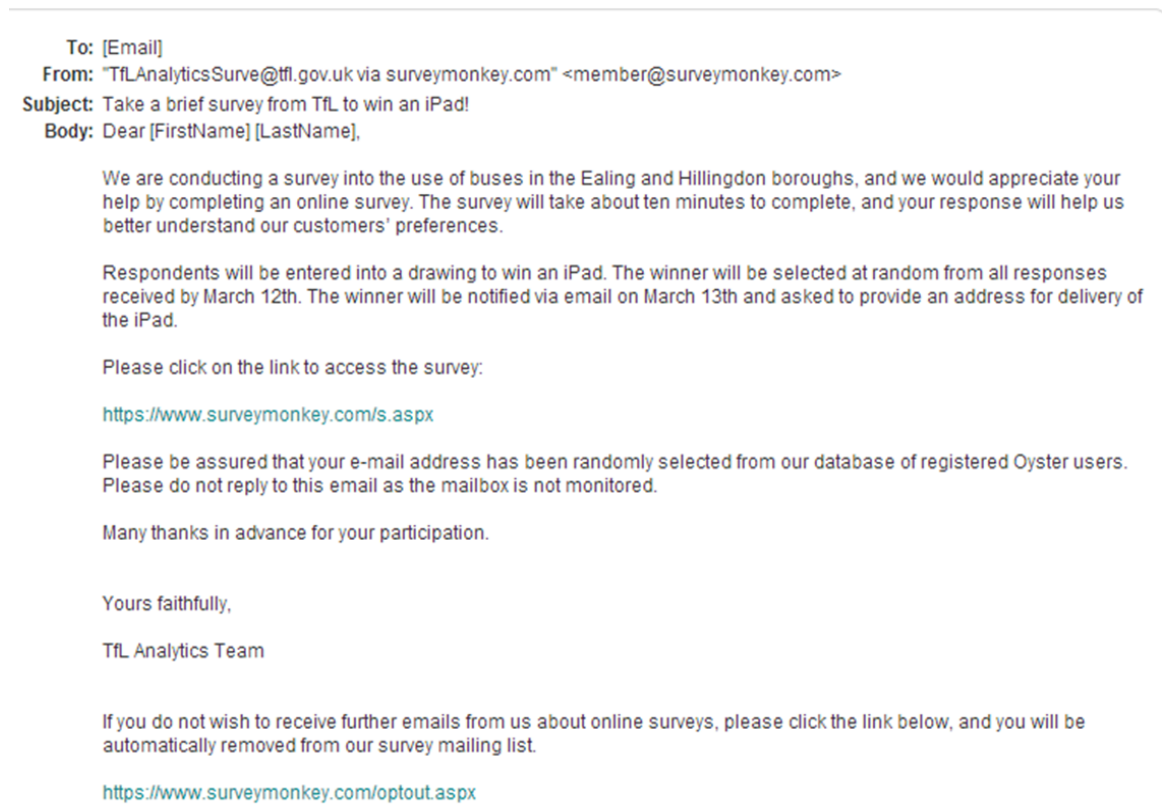 To: [Email]
From: "TfLAnalyticsSurve@tfl.gov.uk via surveymonkey.com" <member@surveymonkey.com>
Subject: Take a brief survey from TfL to win an iPad!
Body: Dear [FirstName] [LastName],
We are conducting a survey into the use of buses in the Ealing and Hillingdon boroughs, and we would appreciate your
help by completing an online survey. The survey will take about ten minutes to complete, and your response will help us
better understand our customers' preferences.
Respondents will be entered into a drawing to win an iPad. The winner will be selected at random from all responses
received by March 12th. The winner will be notified via email on March 13th and asked to provide an address for delivery of
the iPad.
Please click on the link to access the survey:
https://www.surveymonkey.com/s.aspx
Please be assured that your e-mail address has been randomly selected from our database of registered Oyster users.
Please do not reply to this email as the mailbox is not monitored.
Many thanks in advance for your participation.
Yours faithfully,
TfL Analytics Team
If you do not wish to receive further emails from us about online surveys, please click the link below, and you will be
automatically removed from our survey mailing list.
https://www.surveymonkey.com/optout.aspx